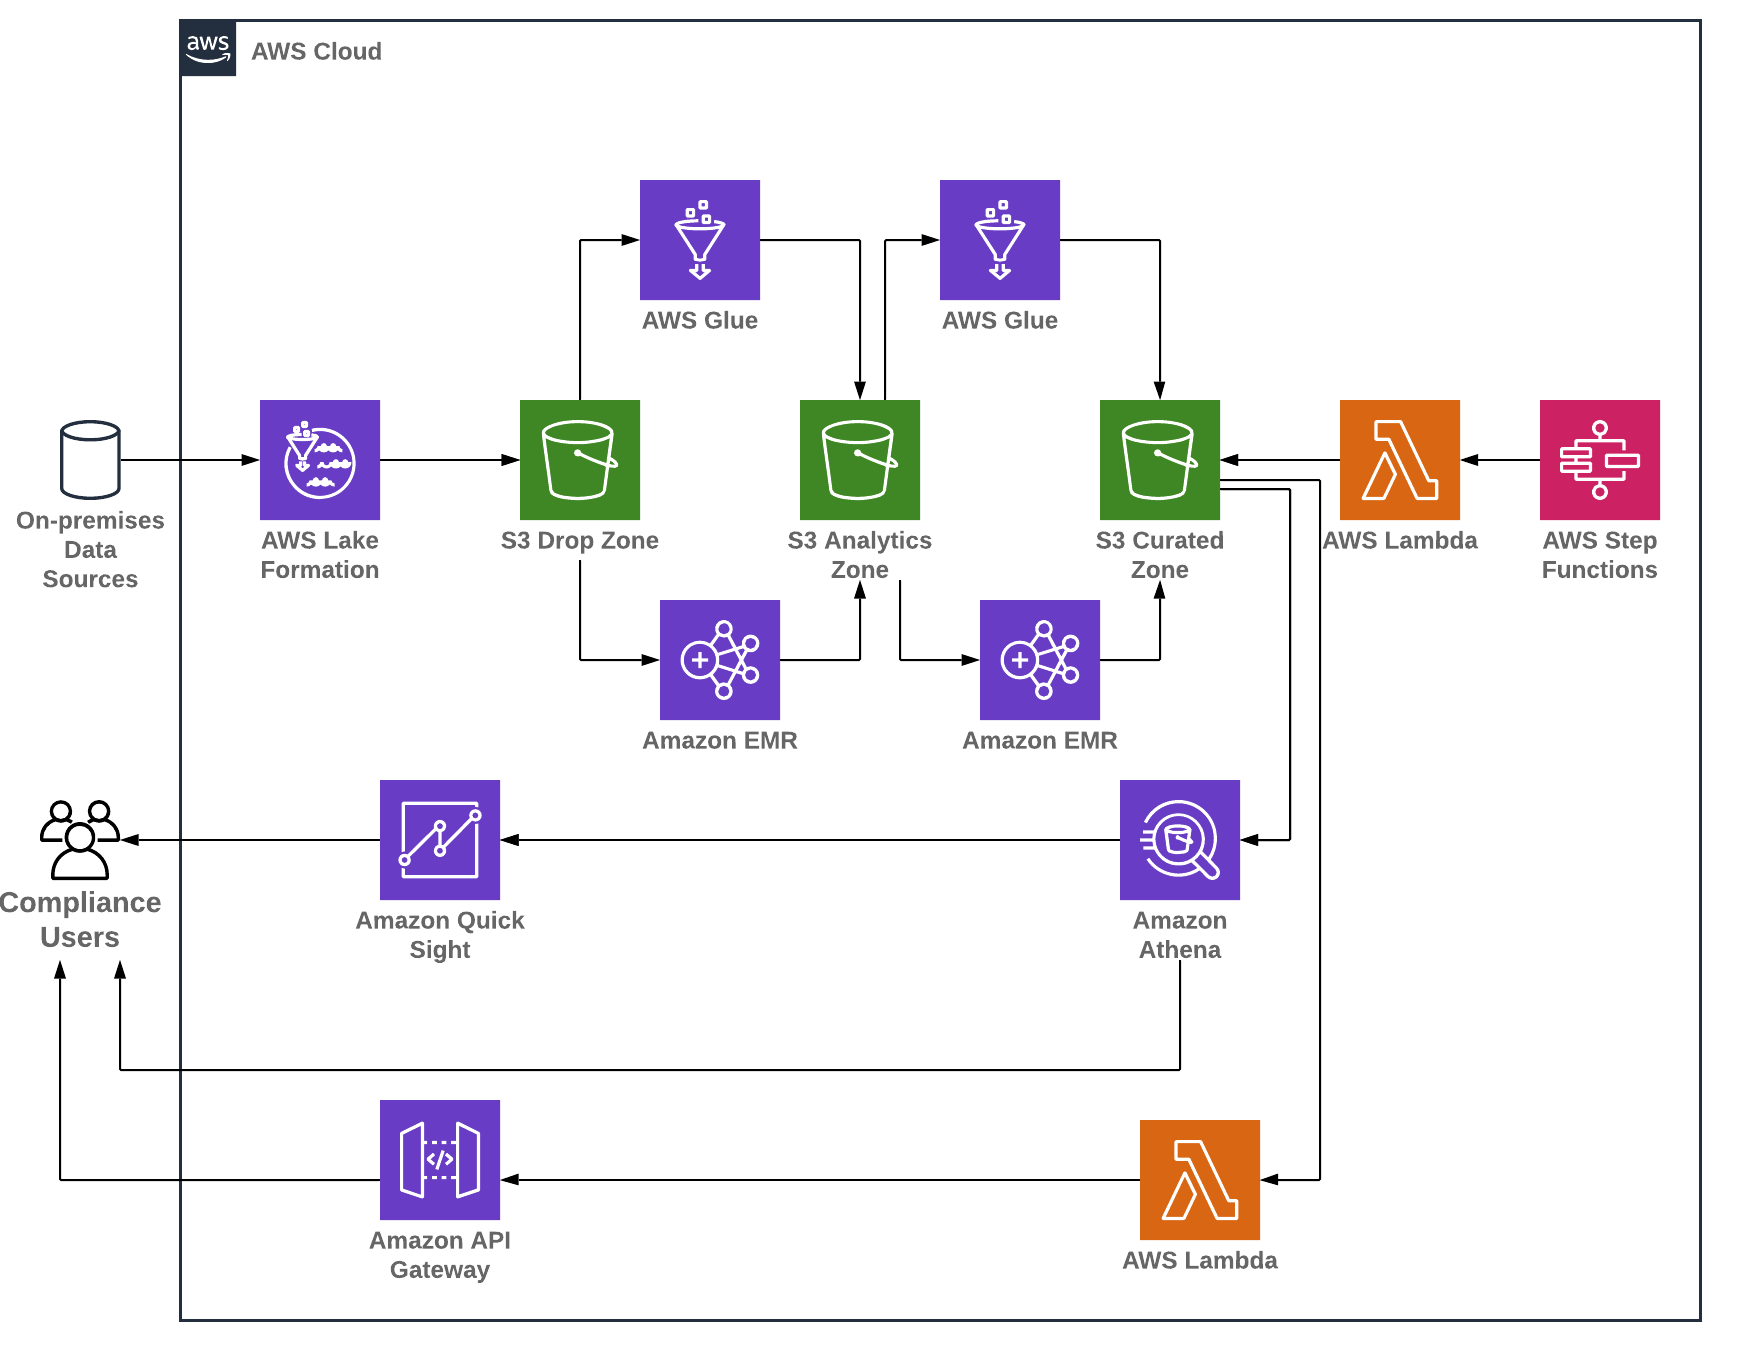 aws
AWS Cloud
AWS Glue
AWS Glue
On-premises
Data
Sources
AWS Lake
Formation
S3 Drop Zone
S3 Analytics
Zone
S3 Curated
Zone
AWS Lambda
AWS Step
Functions
Amazon EMR
Amazon EMR
Compliance
Users
Amazon Quick
Sight
Amazon
Athena
</>
Amazon API
Gateway
AWS Lambda